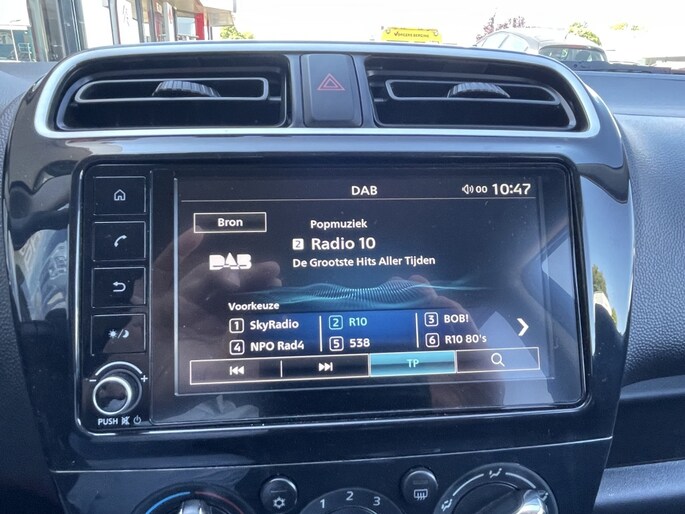 DAB 00 10:47
Bron
Popmuziek
2 Radio 10
DAB
De Grootste Hits Aller Tijden
Voorkeuze
1 SkyRadio 2 R10 3 BOB!
4 NPO Rad4 5 538 6 R10 80's
TP
PUSH
1 2 3